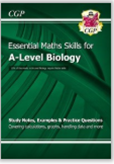 CGP
Essential Maths Skills for
A-Level Biology
Study Notes, Examples & Practice Questions
Covering calculations, graphs, handling data and more